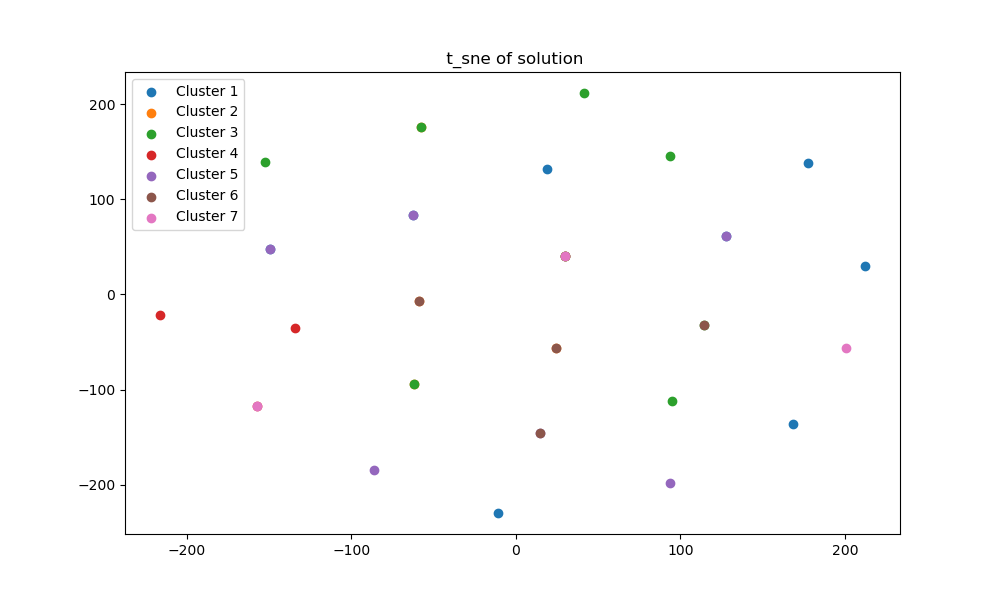 t_sne of solution
Cluster 1
Cluster 2
Cluster 3
Cluster 4
Cluster 5
Cluster 6
Cluster 7
200
100
0
−100
−200
−200
−100
0
100
200